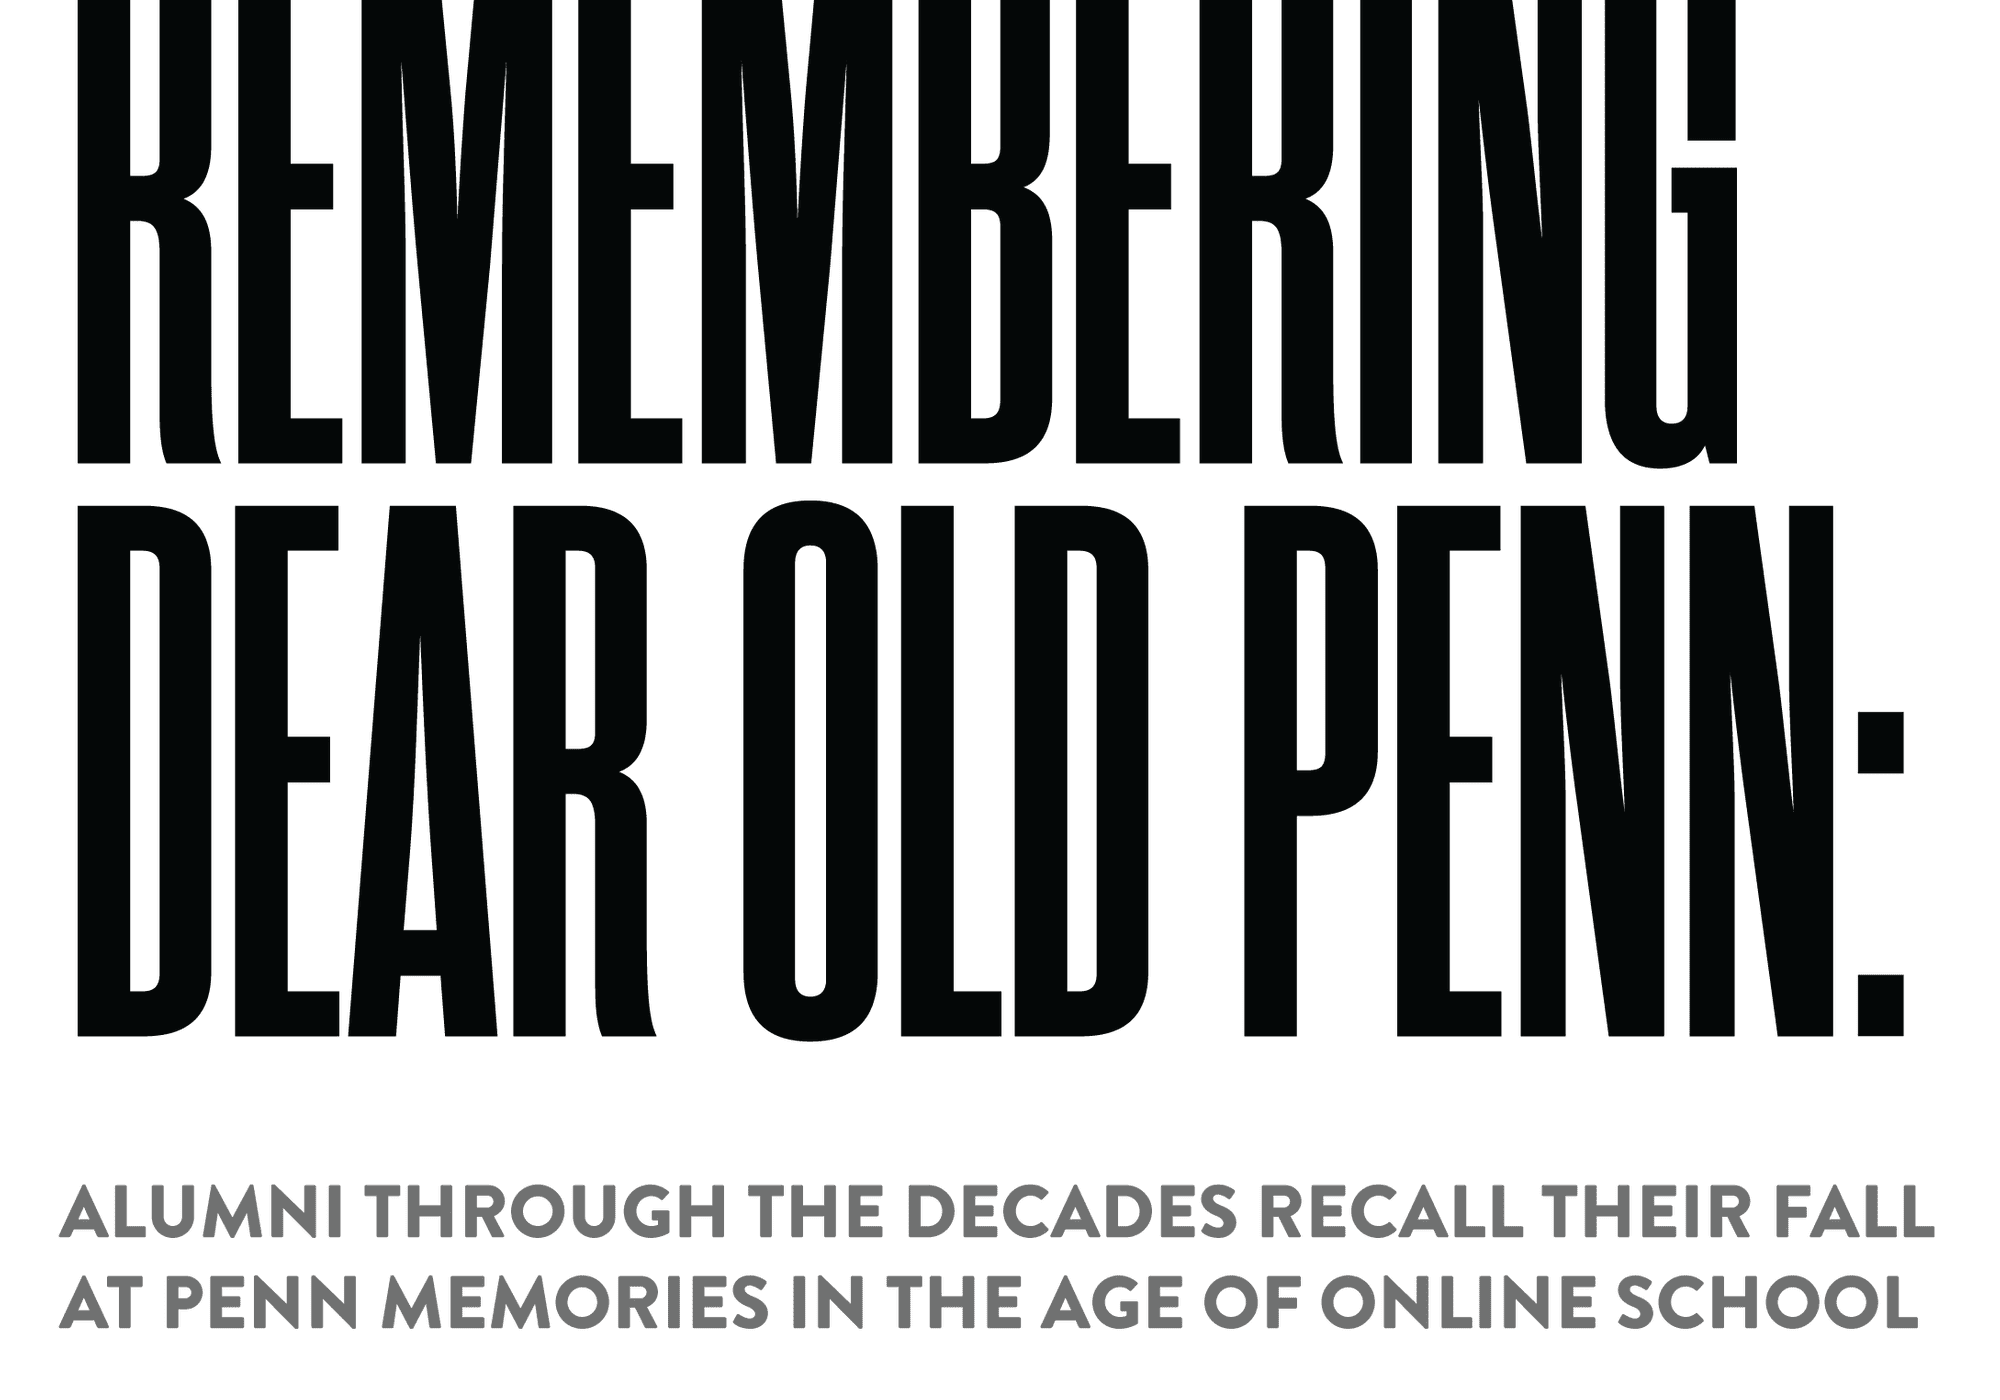 REMEMBERING
DEAR OLD PENN:
ALUMNI THROUGH THE DECADES RECALL THEIR FALL
AT PENN MEMORIES IN THE AGE OF ONLINE SCHOOL